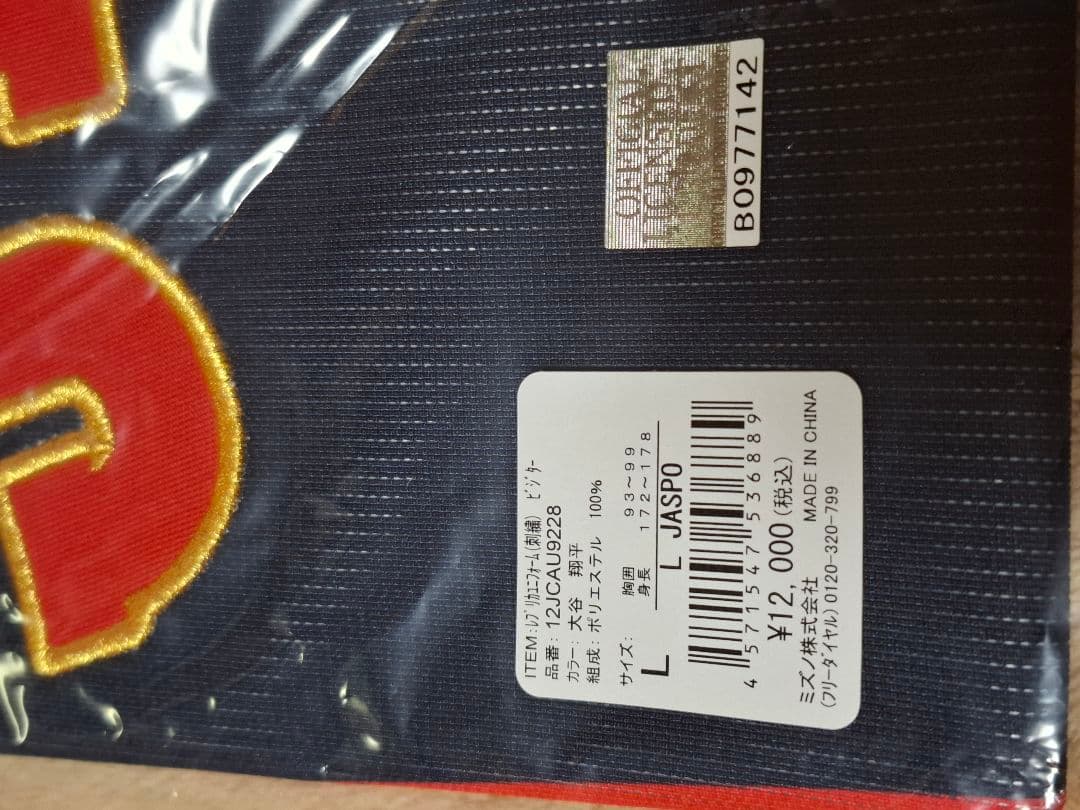 OFFICIAL
LICENSED
B0977142
ITEM:ﾚﾌﾟﾘｶﾕﾆﾌｫｰﾑ(刺繍) ﾋﾞｼﾞﾀｰ
品番: 12JCAU9228
カラー: 大谷 翔平
組成: ポリエステル 100%
サイズ: 胸囲 93~99
身長 172~178
L L JASPO
4 571547 536889
¥12,000(税込)
ミズノ株式会社 MADE IN CHINA
(フリーダイヤル)0120-320-799